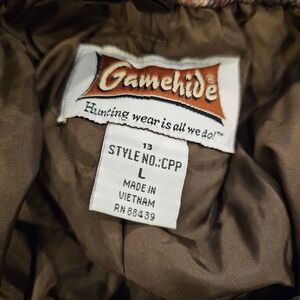 Gamehide®
Hunting wear is all we do!™
13
STYLE NO.:CPP
L
MADE IN
VIETNAM
RN 88439